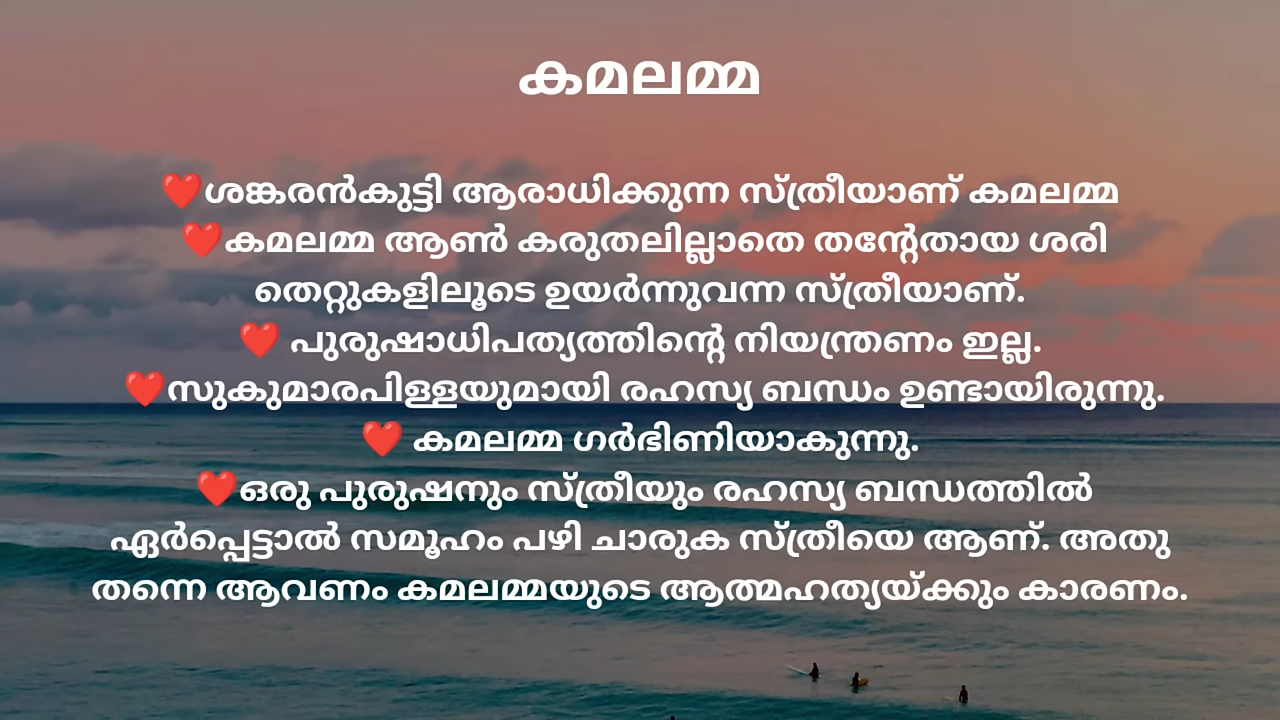 കമലമ്മ
❤️ശങ്കരൻകുട്ടി ആരാധിക്കുന്ന സ്ത്രീയാണ് കമലമ്മ
❤️കമലമ്മ ആൺ കരുതലില്ലാതെ തന്റേതായ ശരി
തെറ്റുകളിലൂടെ ഉയർന്നുവന്ന സ്ത്രീയാണ്.
❤️ പുരുഷാധിപത്യത്തിന്റെ നിയന്ത്രണം ഇല്ല.
❤️സുകുമാരപിള്ളയുമായി രഹസ്യ ബന്ധം ഉണ്ടായിരുന്നു.
❤️ കമലമ്മ ഗർഭിണിയാകുന്നു.
❤️ഒരു പുരുഷനും സ്ത്രീയും രഹസ്യ ബന്ധത്തിൽ
ഏർപ്പെട്ടാൽ സമൂഹം പഴി ചാരുക സ്ത്രീയെ ആണ്. അതു
തന്നെ ആവണം കമലമ്മയുടെ ആത്മഹത്യയ്ക്കും കാരണം.